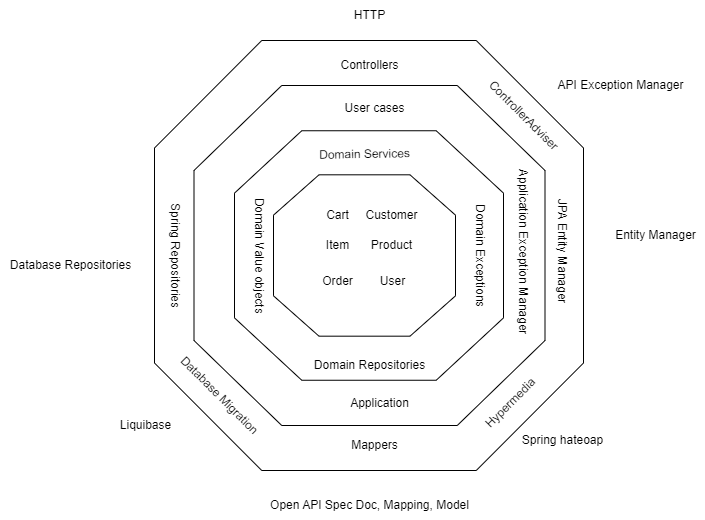 HTTP
Controllers
API Exception Manager
ControllerAdviser
User cases
Domain Services
Application Exception Manager
JPA Entity Manager
Spring Repositories
Domain Value objects
Domain Exceptions
Cart Customer
Item Product
Order User
Entity Manager
Database Repositories
Domain Repositories
Database Migration
Application
Hypermedia
Liquibase
Mappers
Spring hateoap
Open API Spec Doc, Mapping, Model